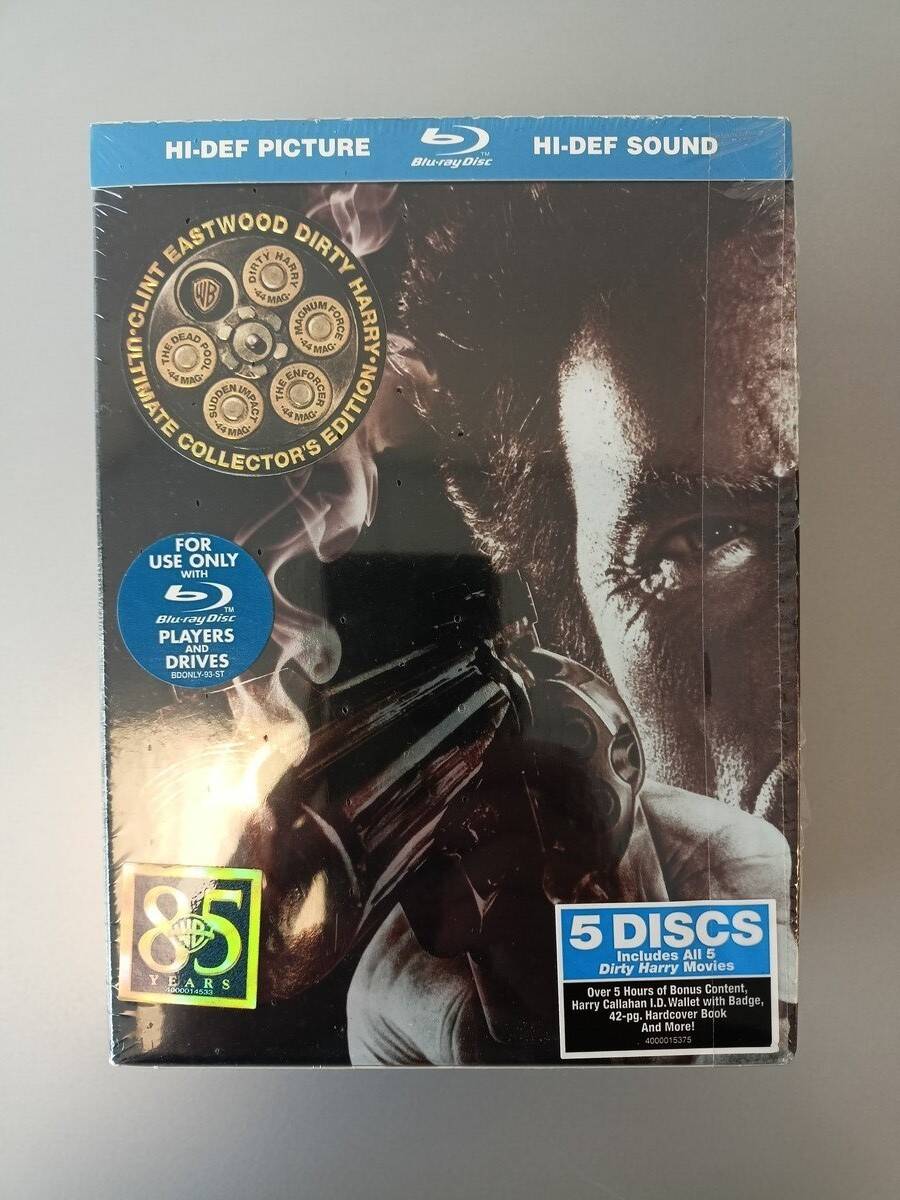 HI-DEF PICTURE
Blu-ray Disc™
HI-DEF SOUND
CLINT EASTWOOD DIRTY HARRY
ULTIMATE COLLECTOR'S EDITION
WB
DIRTY HARRY
.44 MAG.
MAGNUM FORCE
.44 MAG.
THE ENFORCER
.44 MAG.
SUDDEN IMPACT
.44 MAG.
THE DEAD POOL
.44 MAG.
FOR
USE ONLY
WITH
Blu-ray Disc™
PLAYERS
AND
DRIVES
BDONLY-93-ST
85
WB
YEARS
4000014533
5 DISCS
Includes All 5
Dirty Harry Movies
Over 5 Hours of Bonus Content,
Harry Callahan I.D. Wallet with Badge,
42-pg. Hardcover Book
And More!
4000015375